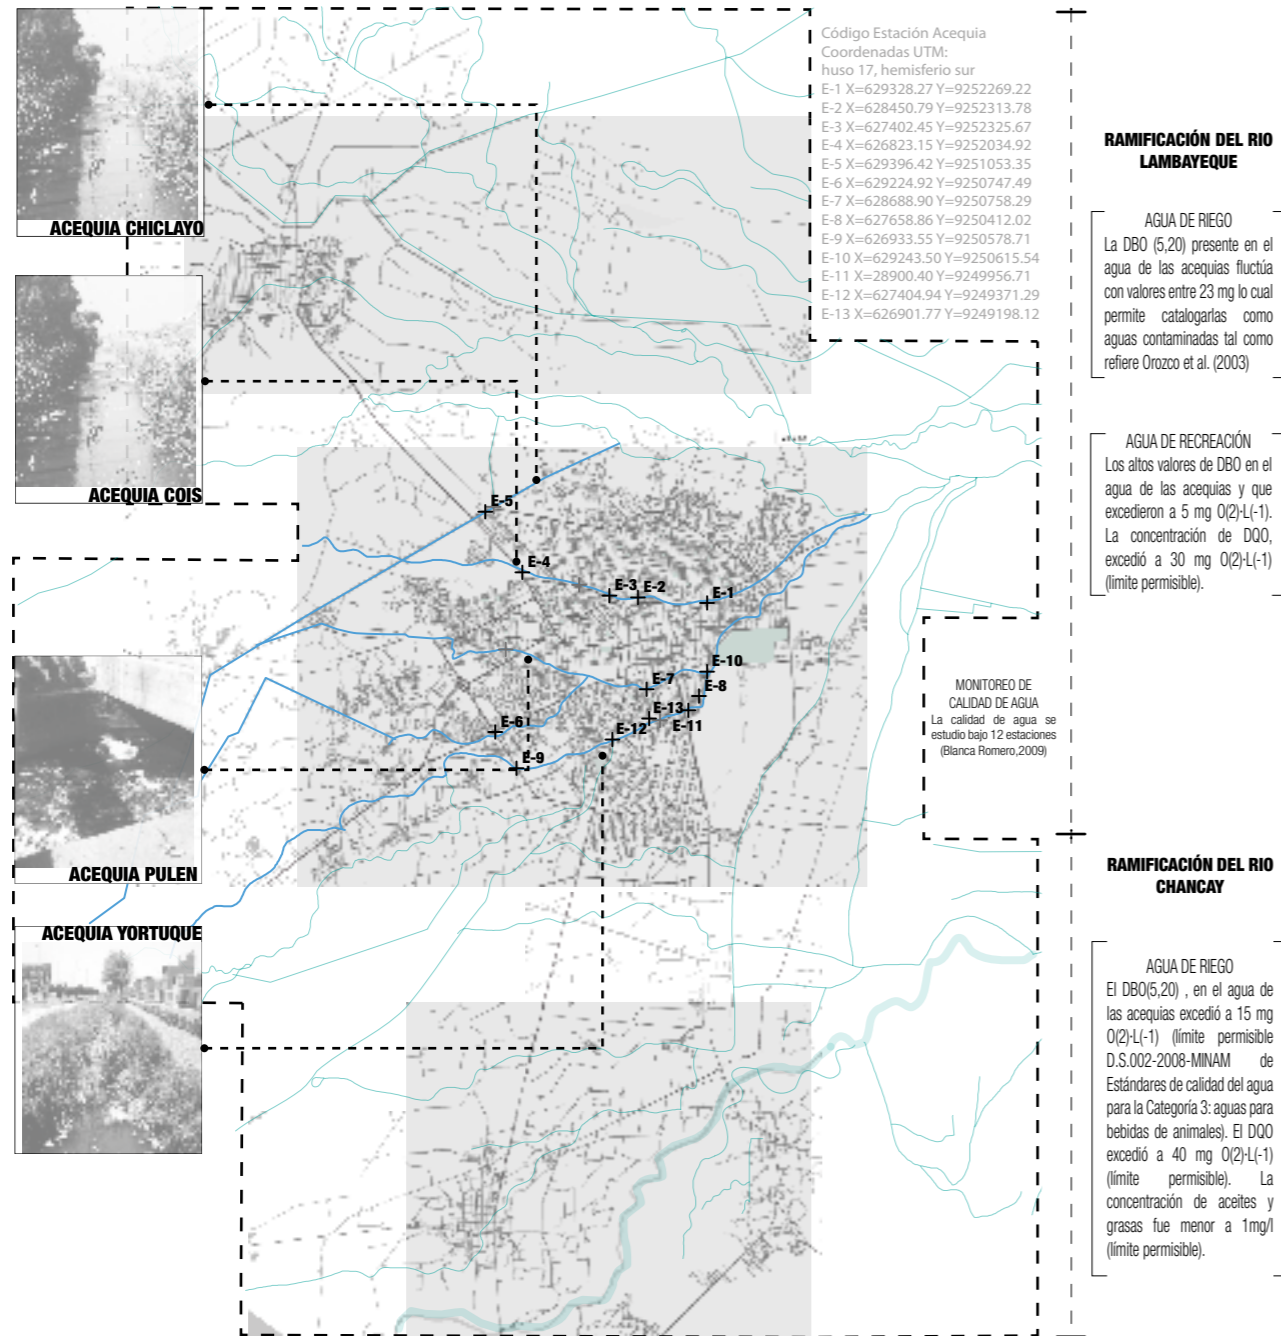 Código Estación Acequia
Coordenadas UTM:
huso 17, hemisferio sur
E-1 X=629328.27 Y=9252269.22
E-2 X=628450.79 Y=9252313.78
E-3 X=627402.45 Y=9252325.67
E-4 X=626823.15 Y=9252034.92
E-5 X=629396.42 Y=9251053.35
E-6 X=629224.92 Y=9250747.49
E-7 X=628688.90 Y=9250758.29
E-8 X=627658.86 Y=9250412.02
E-9 X=626933.55 Y=9250578.71
E-10 X=629243.50 Y=9250615.54
E-11 X=28900.40 Y=9249956.71
E-12 X=627404.94 Y=9249371.29
E-13 X=626901.77 Y=9249198.12
ACEQUIA CHICLAYO
ACEQUIA COIS
ACEQUIA PULEN
ACEQUIA YORTUQUE
E-5
E-4
E-3
E-2
E-1
E-10
E-7
E-8
E-13
E-11
E-6
E-12
E-9
RAMIFICACIÓN DEL RIO
LAMBAYEQUE
AGUA DE RIEGO
La DBO (5,20) presente en el
agua de las acequias fluctúa
con valores entre 23 mg lo cual
permite catalogarlas como
aguas contaminadas tal como
refiere Orozco et al. (2003)
AGUA DE RECREACIÓN
Los altos valores de DBO en el
agua de las acequias y que
excedieron a 5 mg O(2)-L(-1).
La concentración de DQO,
excedió a 30 mg O(2)-L(-1)
(limite permisible).
MONITOREO DE
CALIDAD DE AGUA
La calidad de agua se
estudio bajo 12 estaciones
(Blanca Romero,2009)
RAMIFICACIÓN DEL RIO
CHANCAY
AGUA DE RIEGO
El DBO(5,20) , en el agua de
las acequias excedió a 15 mg
O(2)-L(-1) (límite permisible
D.S.002-2008-MINAM de
Estándares de calidad del agua
para la Categoría 3: aguas para
bebidas de animales). El DQO
excedió a 40 mg O(2)-L(-1)
(límite permisible). La
concentración de aceites y
grasas fue menor a 1mg/l
(límite permisible).